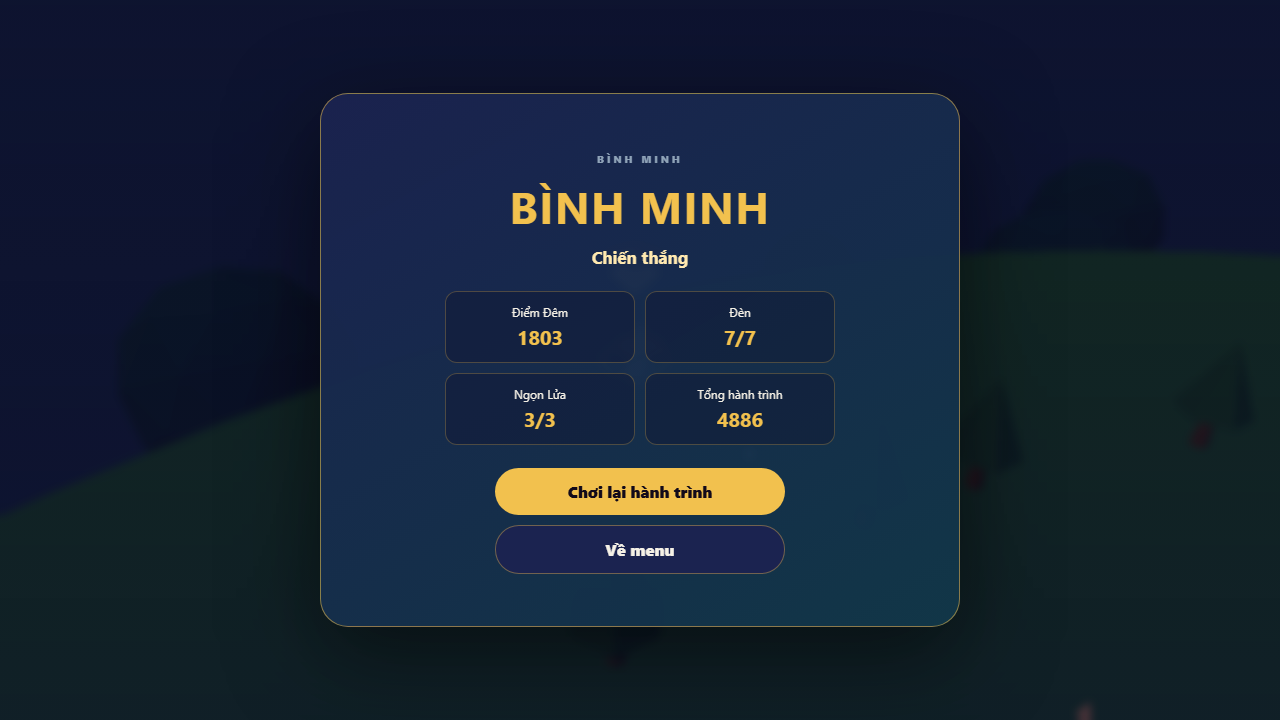 BÌNH MINH
BÌNH MINH
Chiến thắng
Điểm Đêm
1803
Đèn
7/7
Ngọn Lửa
3/3
Tổng hành trình
4886
Chơi lại hành trình
Về menu